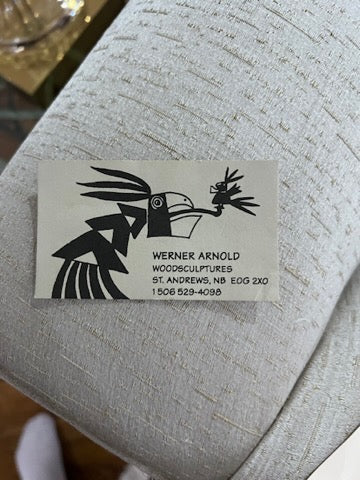 WERNER ARNOLD
WOODSCULPTURES
ST. ANDREWS, NB E0G 2X0
1 506 529-4098